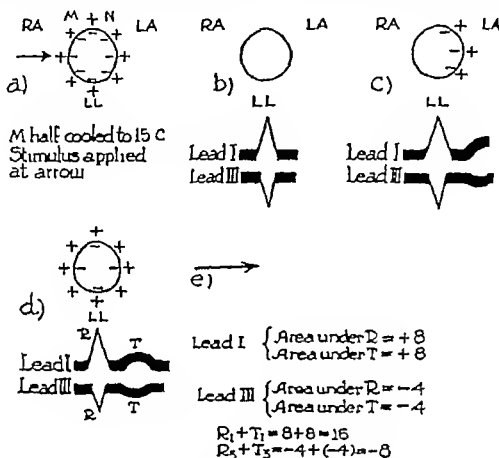 RA M N LA
a)
LL
M half cooled to 15 C
Stimulus applied
at arrow
RA LA
b)
LL
Lead I
Lead III
c)
LL
Lead I
Lead III
d)
LL
R T
Lead I
Lead III
R T
e)
Lead I { Area under R = +8
Area under T = +8
Lead III { Area under R = -4
Area under T = -4
R1 + T1 = 8+8 = 16
R3 + T3 = -4+(-4) = -8